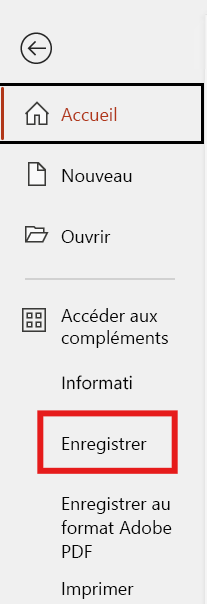 Accueil
Nouveau
Ouvrir
Accéder aux
compléments
Informati
Enregistrer
Enregistrer au
format Adobe
PDF
Imprimer